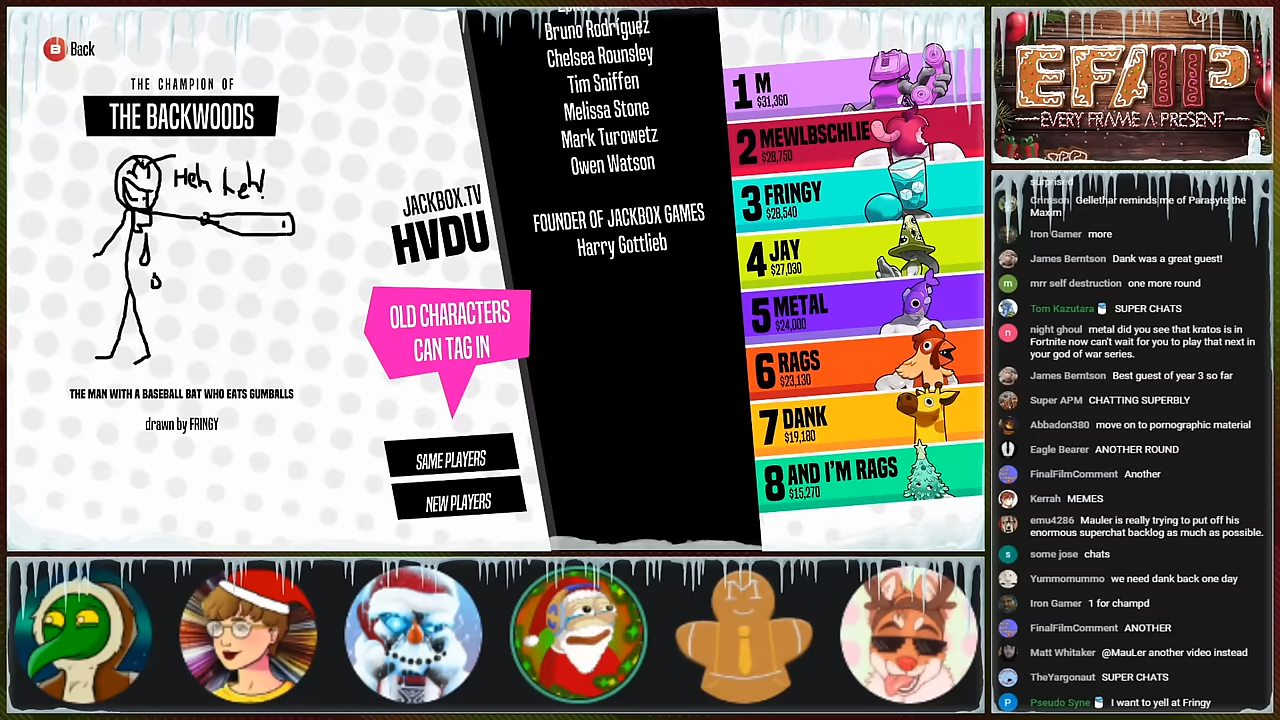 B Back
THE CHAMPION OF
THE BACKWOODS
Heh heh!
THE MAN WITH A BASEBALL BAT WHO EATS GUMBALLS
drawn by FRINGY
JACKBOX.TV
HVDU
OLD CHARACTERS
CAN TAG IN
SAME PLAYERS
NEW PLAYERS
Bruno Rodríguez
Chelsea Rounsley
Tim Sniffen
Melissa Stone
Mark Turowetz
Owen Watson
FOUNDER OF JACKBOX GAMES
Harry Gottlieb
1 M
$31,360
2 MEWLBSCHLIE
$28,750
3 FRINGY
$28,540
4 JAY
$27,030
5 METAL
$24,000
6 RAGS
$23,130
7 DANK
$19,180
8 AND I'M RAGS
$15,270
EFAP
EVERY FRAME A PRESENT
surprised
Crimson Gellethar reminds me of Parasyte the
Maxim
Iron Gamer more
James Berntson Dank was a great guest!
m mrr self destruction one more round
Tom Kazutara SUPER CHATS
n night ghoul metal did you see that kratos is in
Fortnite now can't wait for you to play that next in
your god of war series.
James Berntson Best guest of year 3 so far
Super APM CHATTING SUPERBLY
Abbadon380 move on to pornographic material
Eagle Bearer ANOTHER ROUND
FinalFilmComment Another
Kerrah MEMES
emu4286 Mauler is really trying to put off his
enormous superchat backlog as much as possible.
s some jose chats
Yummomummo we need dank back one day
Iron Gamer 1 for champd
FinalFilmComment ANOTHER
Matt Whitaker @MauLer another video instead
TheYargonaut SUPER CHATS
P Pseudo Syne I want to yell at Fringy
M